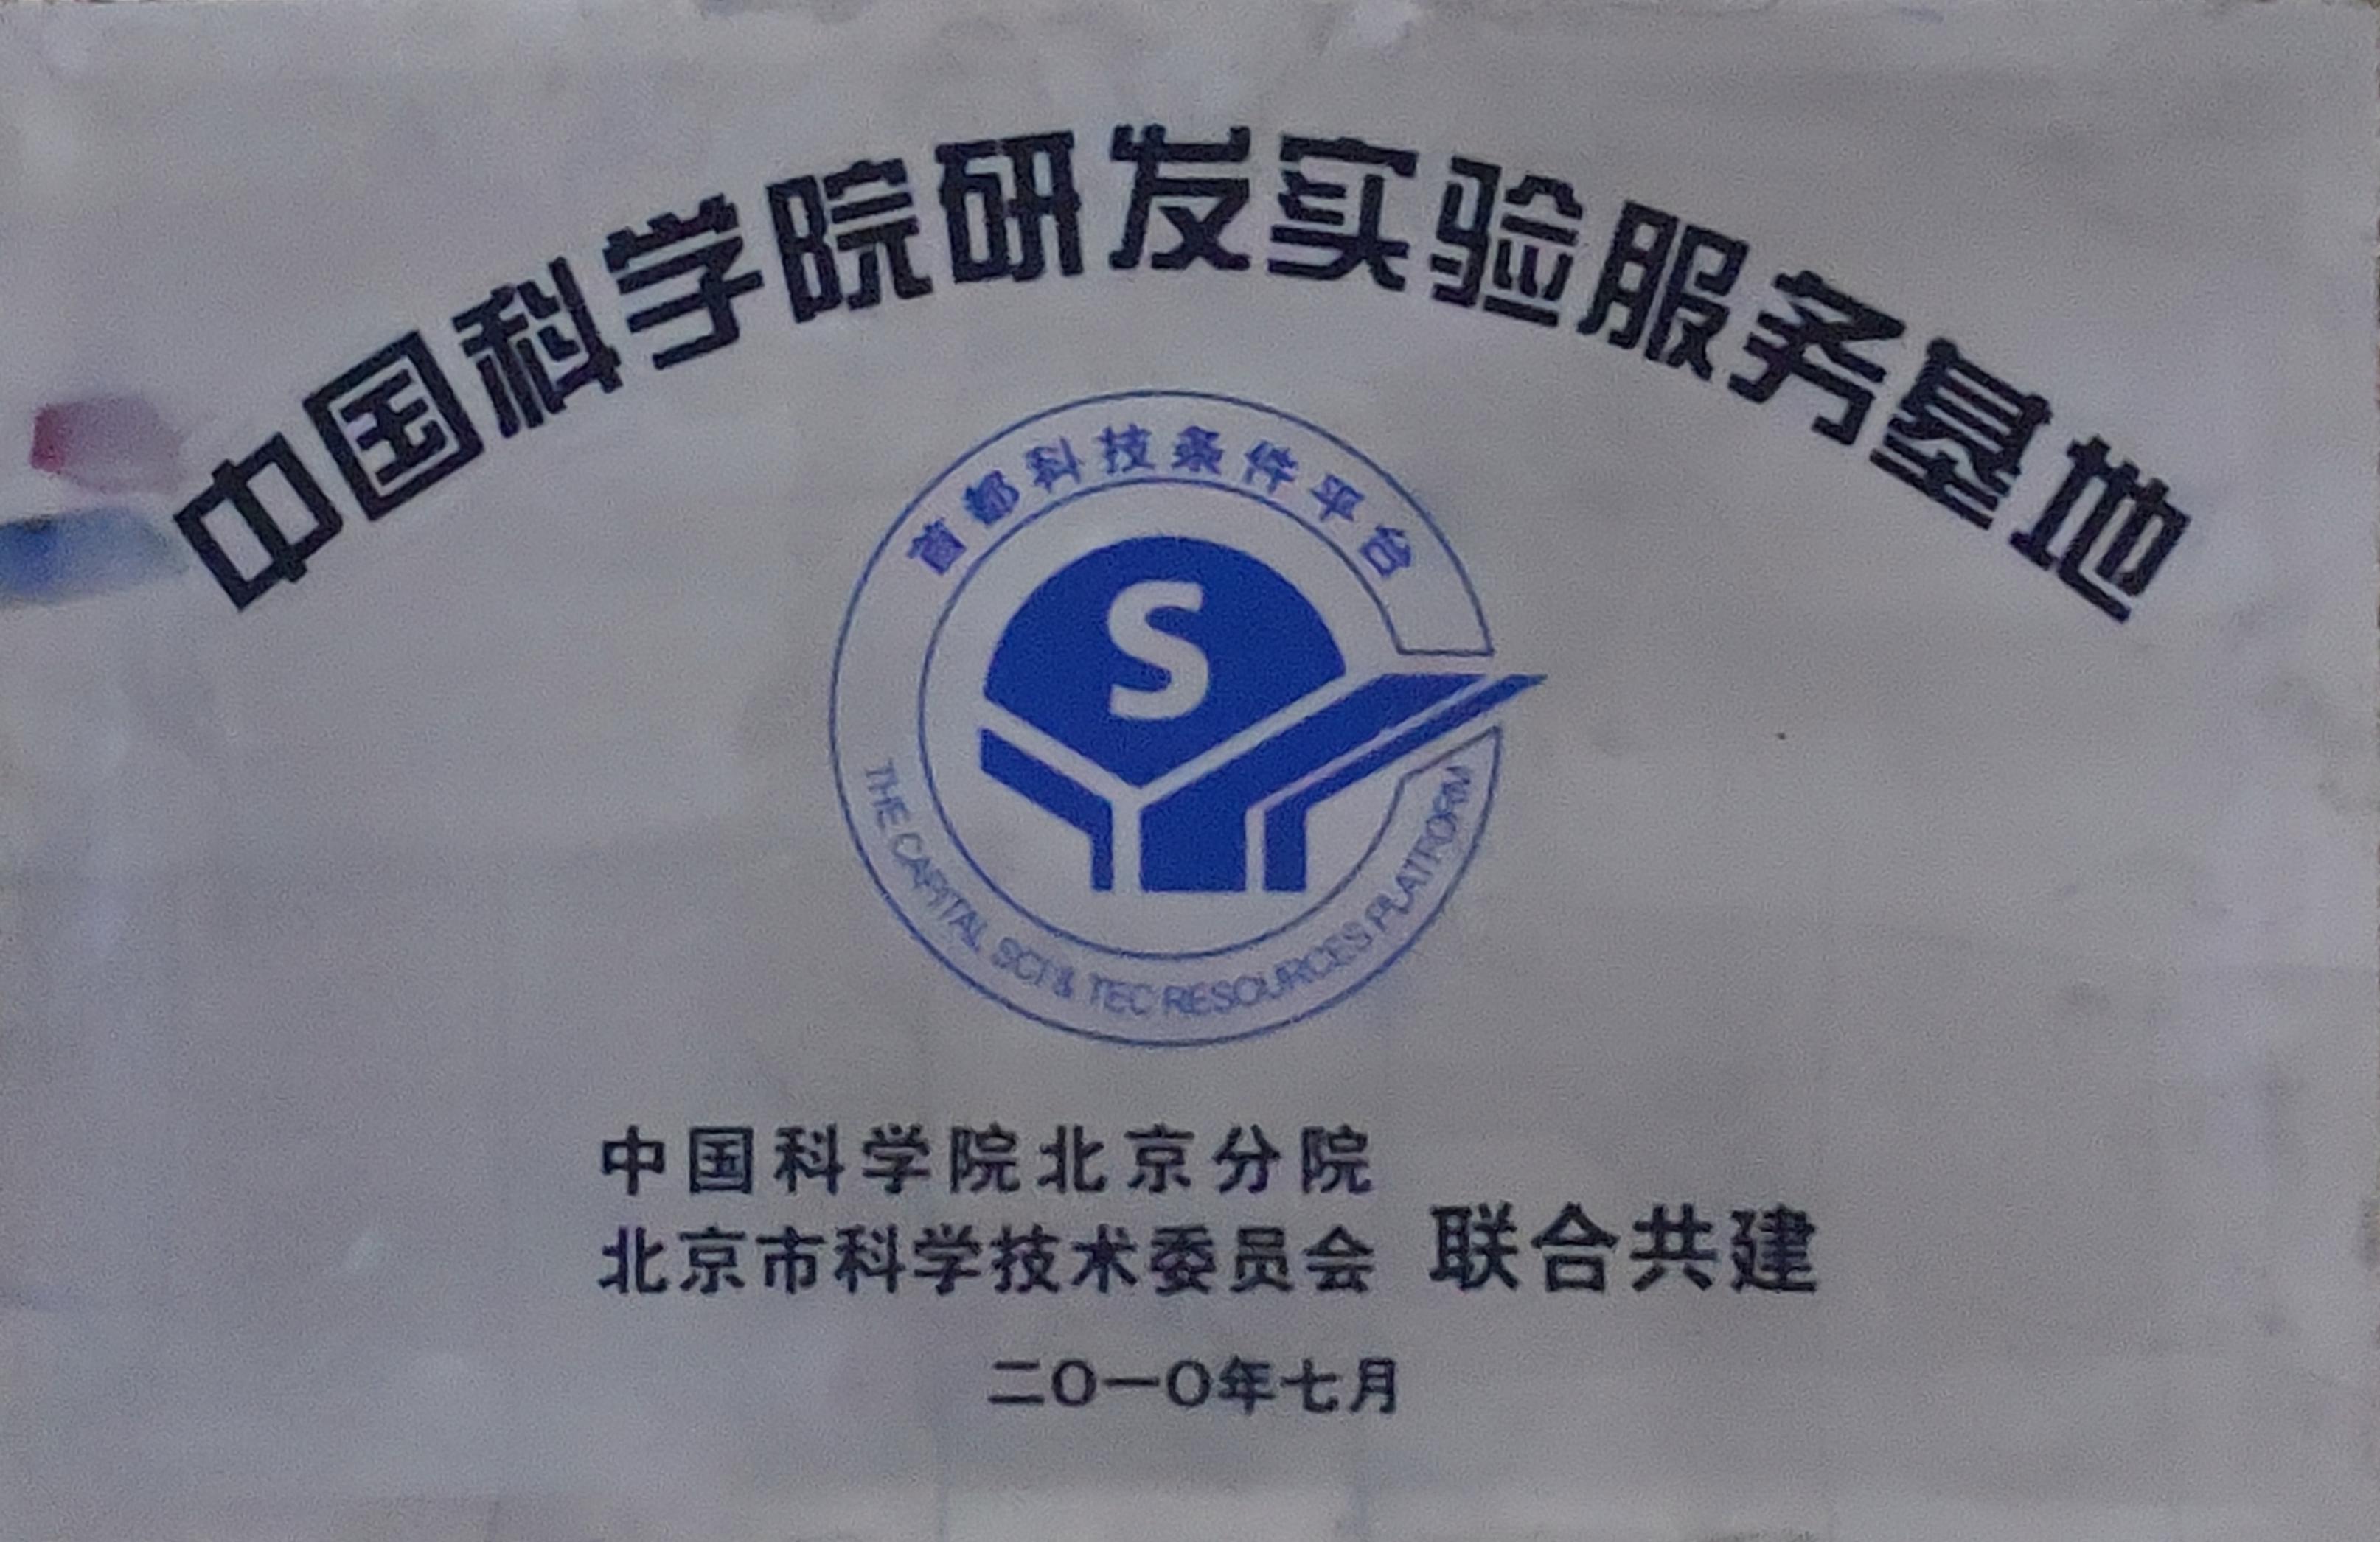 中国科学院研发实验服务基地
首都科技条件平台
S
THE CAPITAL SCI & TEC RESOURCES PLATFORM
中国科学院北京分院
北京市科学技术委员会 联合共建
二〇一〇年七月